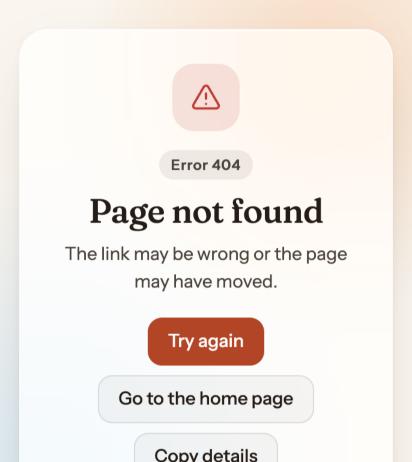 Error 404
Page not found
The link may be wrong or the page
may have moved.
Try again
Go to the home page
Copy details